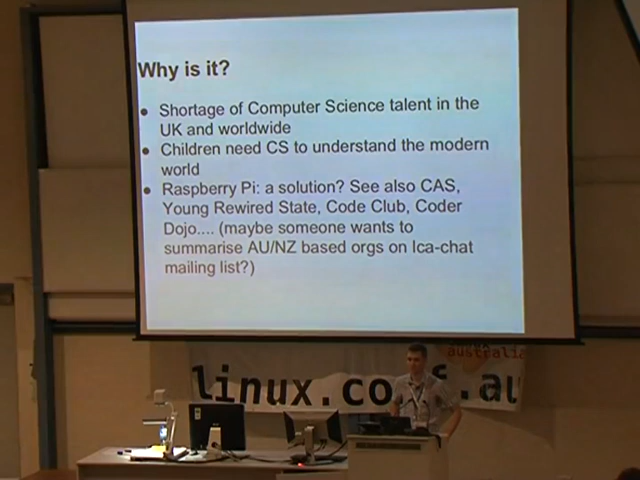 Why is it?
● Shortage of Computer Science talent in the
UK and worldwide
● Children need CS to understand the modern
world
● Raspberry Pi: a solution? See also CAS,
Young Rewired State, Code Club, Coder
Dojo.... (maybe someone wants to
summarise AU/NZ based orgs on lca-chat
mailing list?)
australia
linux.co f.au